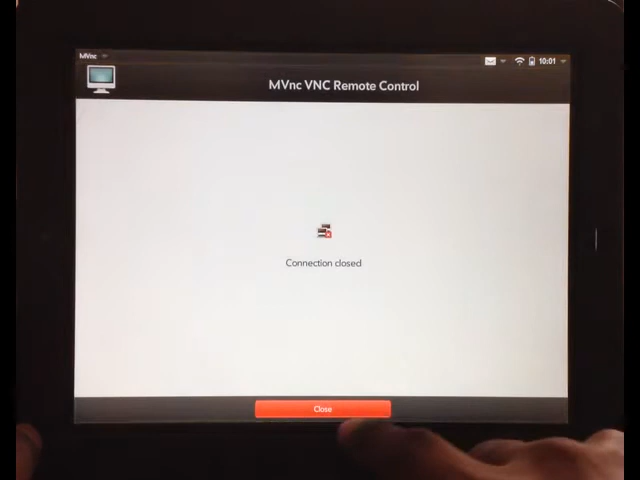 MVnc
10:01
MVnc VNC Remote Control
Connection closed
Close